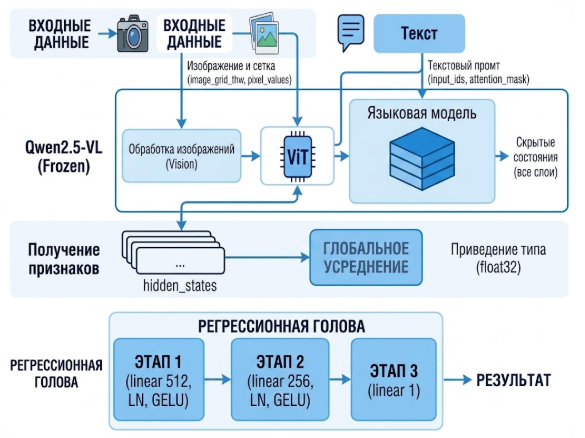 ВХОДНЫЕ
ДАННЫЕ
ВХОДНЫЕ
ДАННЫЕ
Текст
Изображение и сетка
(image_grid_thw, pixel_values)
Текстовый промт
(input_ids, attention_mask)
Qwen2.5-VL
(Frozen)
Обработка изображений
(Vision)
ViT
Языковая модель
Скрытые
состояния
(все слои)
Получение
признаков
...
hidden_states
ГЛОБАЛЬНОЕ
УСРЕДНЕНИЕ
Приведение типа
(float32)
РЕГРЕССИОННАЯ ГОЛОВА
РЕГРЕССИОННАЯ
ГОЛОВА
ЭТАП 1
(linear 512,
LN, GELU)
ЭТАП 2
(linear 256,
LN, GELU)
ЭТАП 3
(linear 1)
РЕЗУЛЬТАТ